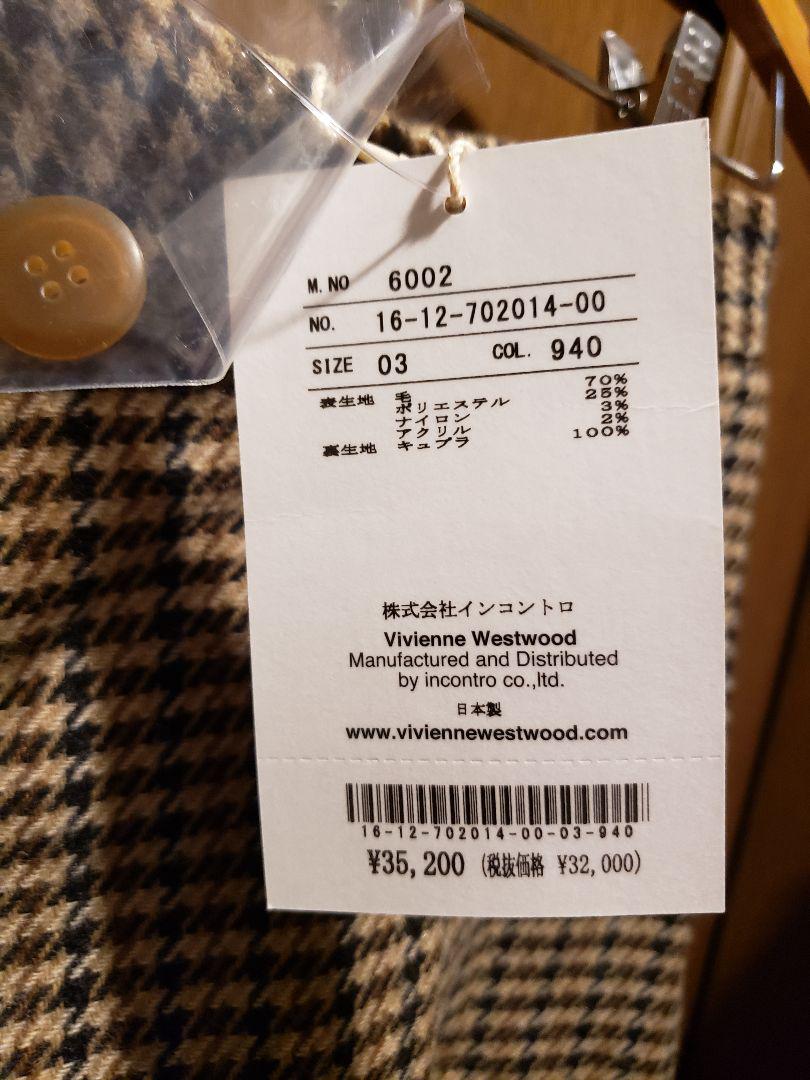 M.NO 6002
NO. 16-12-702014-00
SIZE 03 COL. 940
表生地 毛 70%
ポリエステル 25%
ナイロン 3%
アクリル 2%
裏生地 キュプラ 100%
株式会社インコントロ
Vivienne Westwood
Manufactured and Distributed
by incontro co.,ltd.
日本製
www.viviennewestwood.com
16-12-702014-00-03-940
¥35,200 (税抜価格 ¥32,000)